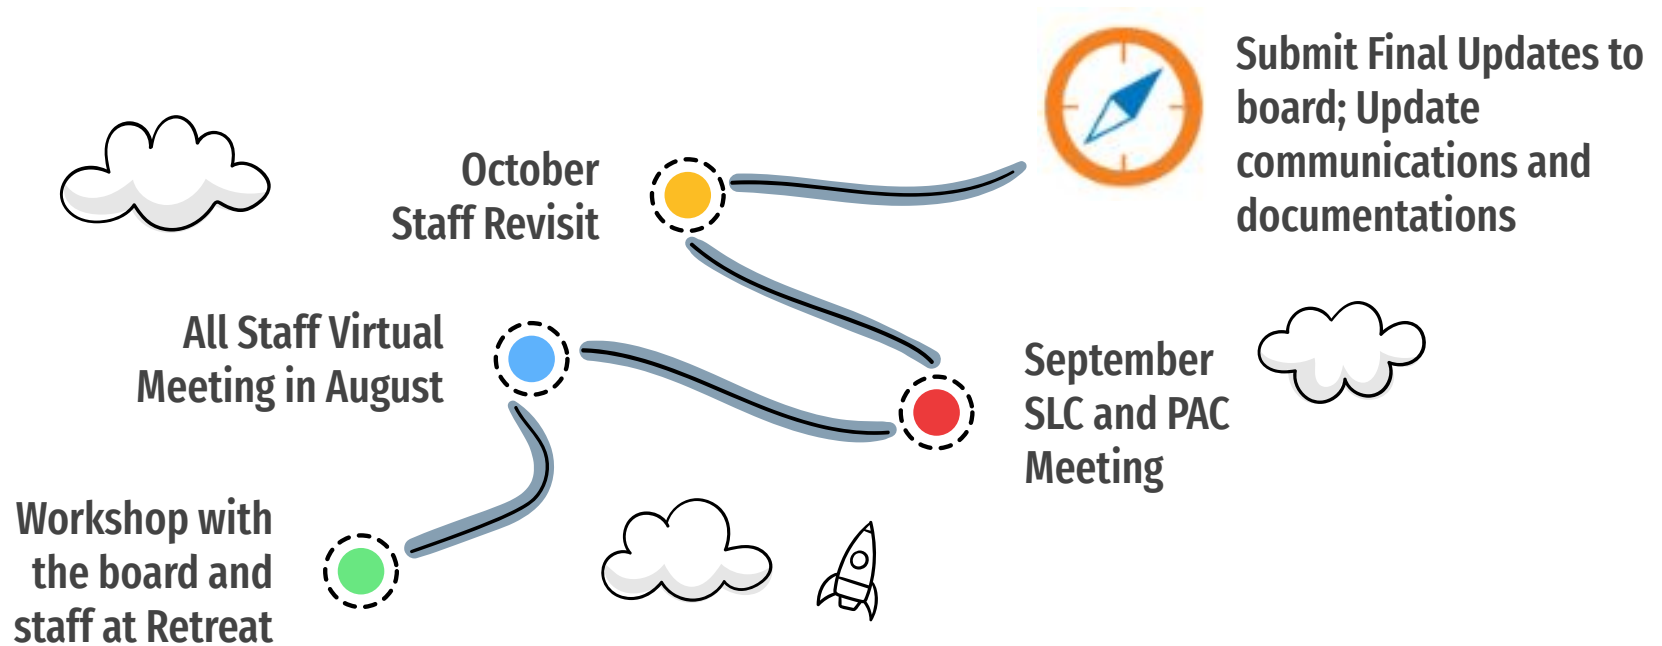 Submit Final Updates to
board; Update
communications and
documentations
October
Staff Revisit
All Staff Virtual
Meeting in August
September
SLC and PAC
Meeting
Workshop with
the board and
staff at Retreat